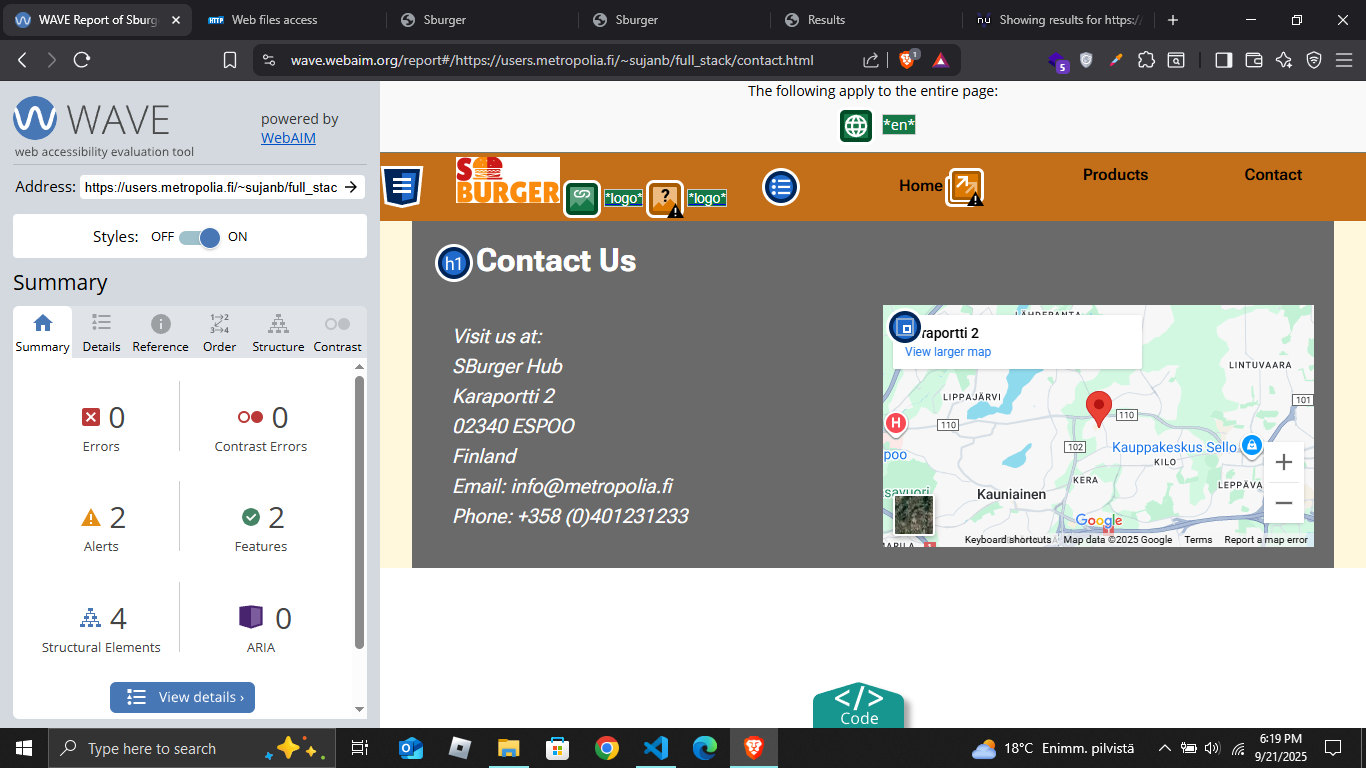 WAVE Report of Sburg
Web files access
Sburger
Sburger
Results
nu
Showing results for https:/
wave.webaim.org/report#/https://users.metropolia.fi/~sujanb/full_stack/contact.html
1
5
WAVE
powered by
WebAIM
web accessibility evaluation tool
Address: https://users.metropolia.fi/~sujanb/full_stac
Styles: OFF ON
Summary
Summary Details Reference Order Structure Contrast
0
Errors
0
Contrast Errors
2
Alerts
2
Features
4
Structural Elements
0
ARIA
View details ›
The following apply to the entire page:
*en*
S
BURGER
*logo*
?
*logo*
Home
Products
Contact
h1 Contact Us
Visit us at:
SBurger Hub
Karaportti 2
02340 ESPOO
Finland
Email: info@metropolia.fi
Phone: +358 (0)401231233
LÄHDERANTA
raportti 2
View larger map
LINTUVAARA
LIPPAJÄRVI
101
H
110
110
102
Kauppakeskus Sello
poo
KILO
KERA
LEPPÄVA
savuori
Kauniainen
Google
Keyboard shortcuts
Map data ©2025 Google
Terms
Report a map error
</>
Code
Type here to search
18°C Enimm. pilvistä
6:19 PM
9/21/2025